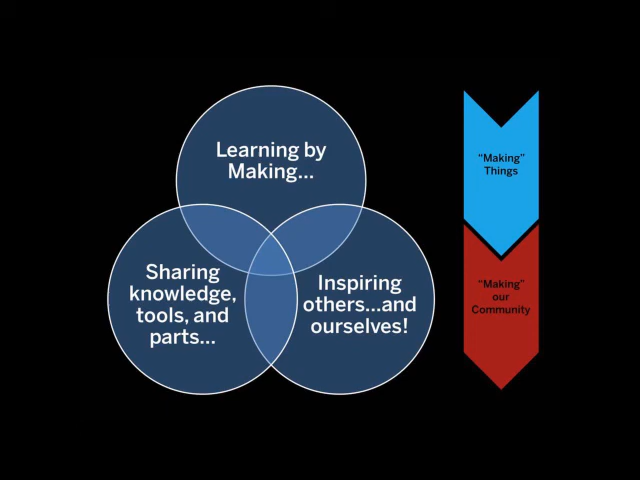 Learning by
Making...
Sharing
knowledge,
tools, and
parts...
Inspiring
others...and
ourselves!
“Making”
Things
“Making”
our
Community